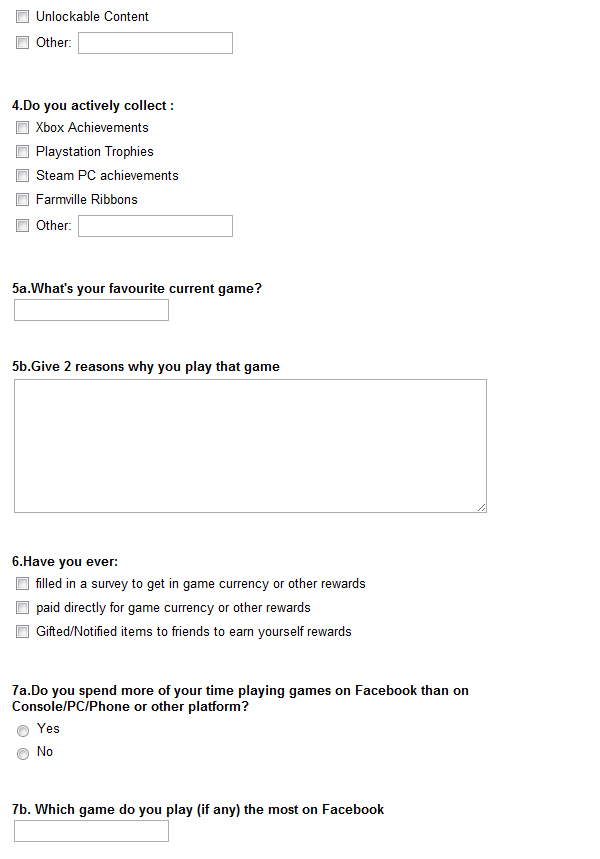 Unlockable Content
Other:
4.Do you actively collect :
Xbox Achievements
Playstation Trophies
Steam PC achievements
Farmville Ribbons
Other:
5a.What's your favourite current game?
5b.Give 2 reasons why you play that game
6.Have you ever:
filled in a survey to get in game currency or other rewards
paid directly for game currency or other rewards
Gifted/Notified items to friends to earn yourself rewards
7a.Do you spend more of your time playing games on Facebook than on
Console/PC/Phone or other platform?
Yes
No
7b. Which game do you play (if any) the most on Facebook